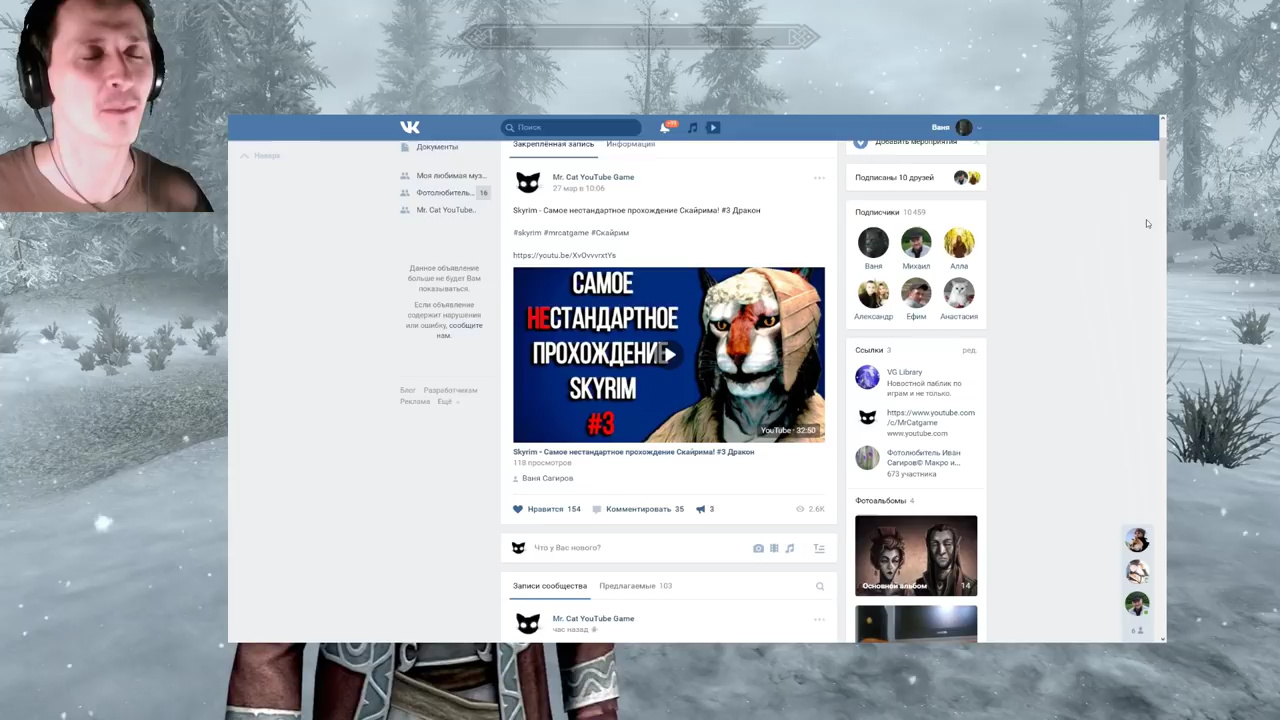 Поиск
Ваня
Наверх
Документы
Моя любимая муз...
Фотолюбитель... 16
Mr. Cat YouTube..
Данное объявление
больше не будет Вам
показываться.
Если объявление
содержит нарушения
или ошибку, сообщите
нам.
Блог Разработчикам
Реклама Ещё
Закреплённая запись Информация
Mr. Cat YouTube Game
27 мар в 10:06
Skyrim - Самое нестандартное прохождение Скайрима! #3 Дракон
#skyrim #mrcatgame #Скайрим
https://youtu.be/XvOvvvrxtYs
САМОЕ
НЕСТАНДАРТНОЕ
ПРОХОЖДЕНИЕ
SKYRIM
#3
YouTube · 32:50
Skyrim - Самое нестандартное прохождение Скайрима! #3 Дракон
118 просмотров
Ваня Сагиров
Нравится 154 Комментировать 35 3 2.6K
Что у Вас нового?
Записи сообщества Предлагаемые 183
Mr. Cat YouTube Game
час назад
Добавить мероприятия
Подписаны 10 друзей
Подписчики 10 459
Ваня Михаил Алла
Александр Ефим Анастасия
Ссылки 3 ред.
VG Library
Новостной паблик по
играм и не только.
https://www.youtube.com
/c/MrCatgame
www.youtube.com
Фотолюбитель Иван
Сагиров© Макро и...
673 участника
Фотоальбомы 4
Основной альбом 14
6